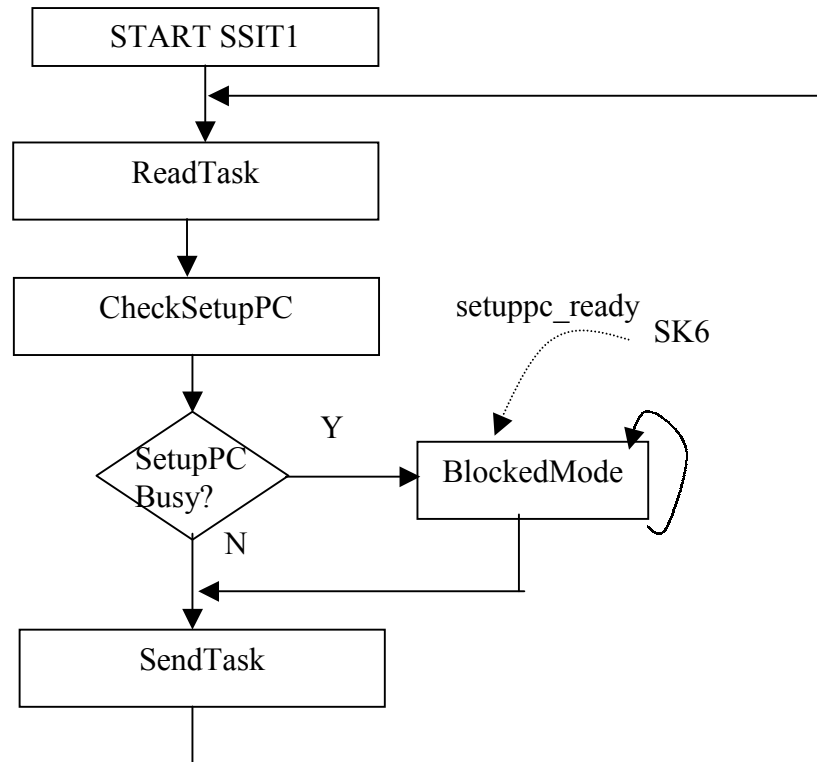 START SSIT1
ReadTask
CheckSetupPC
setuppc_ready
SK6
Y
SetupPC
Busy?
BlockedMode
N
SendTask